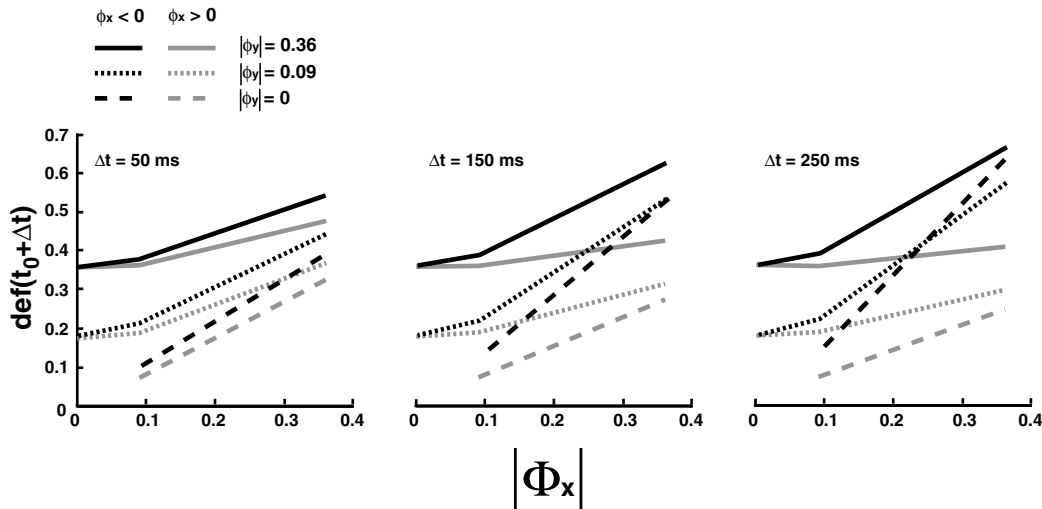 ϕx < 0 ϕx > 0
|ϕy| = 0.36
|ϕy| = 0.09
|ϕy| = 0
def(t0+Δt)
0.7
0.6
0.5
0.4
0.3
0.2
0.1
0
Δt = 50 ms
Δt = 150 ms
Δt = 250 ms
0 0.1 0.2 0.3 0.4
0 0.1 0.2 0.3 0.4
0 0.1 0.2 0.3 0.4
|Φx|